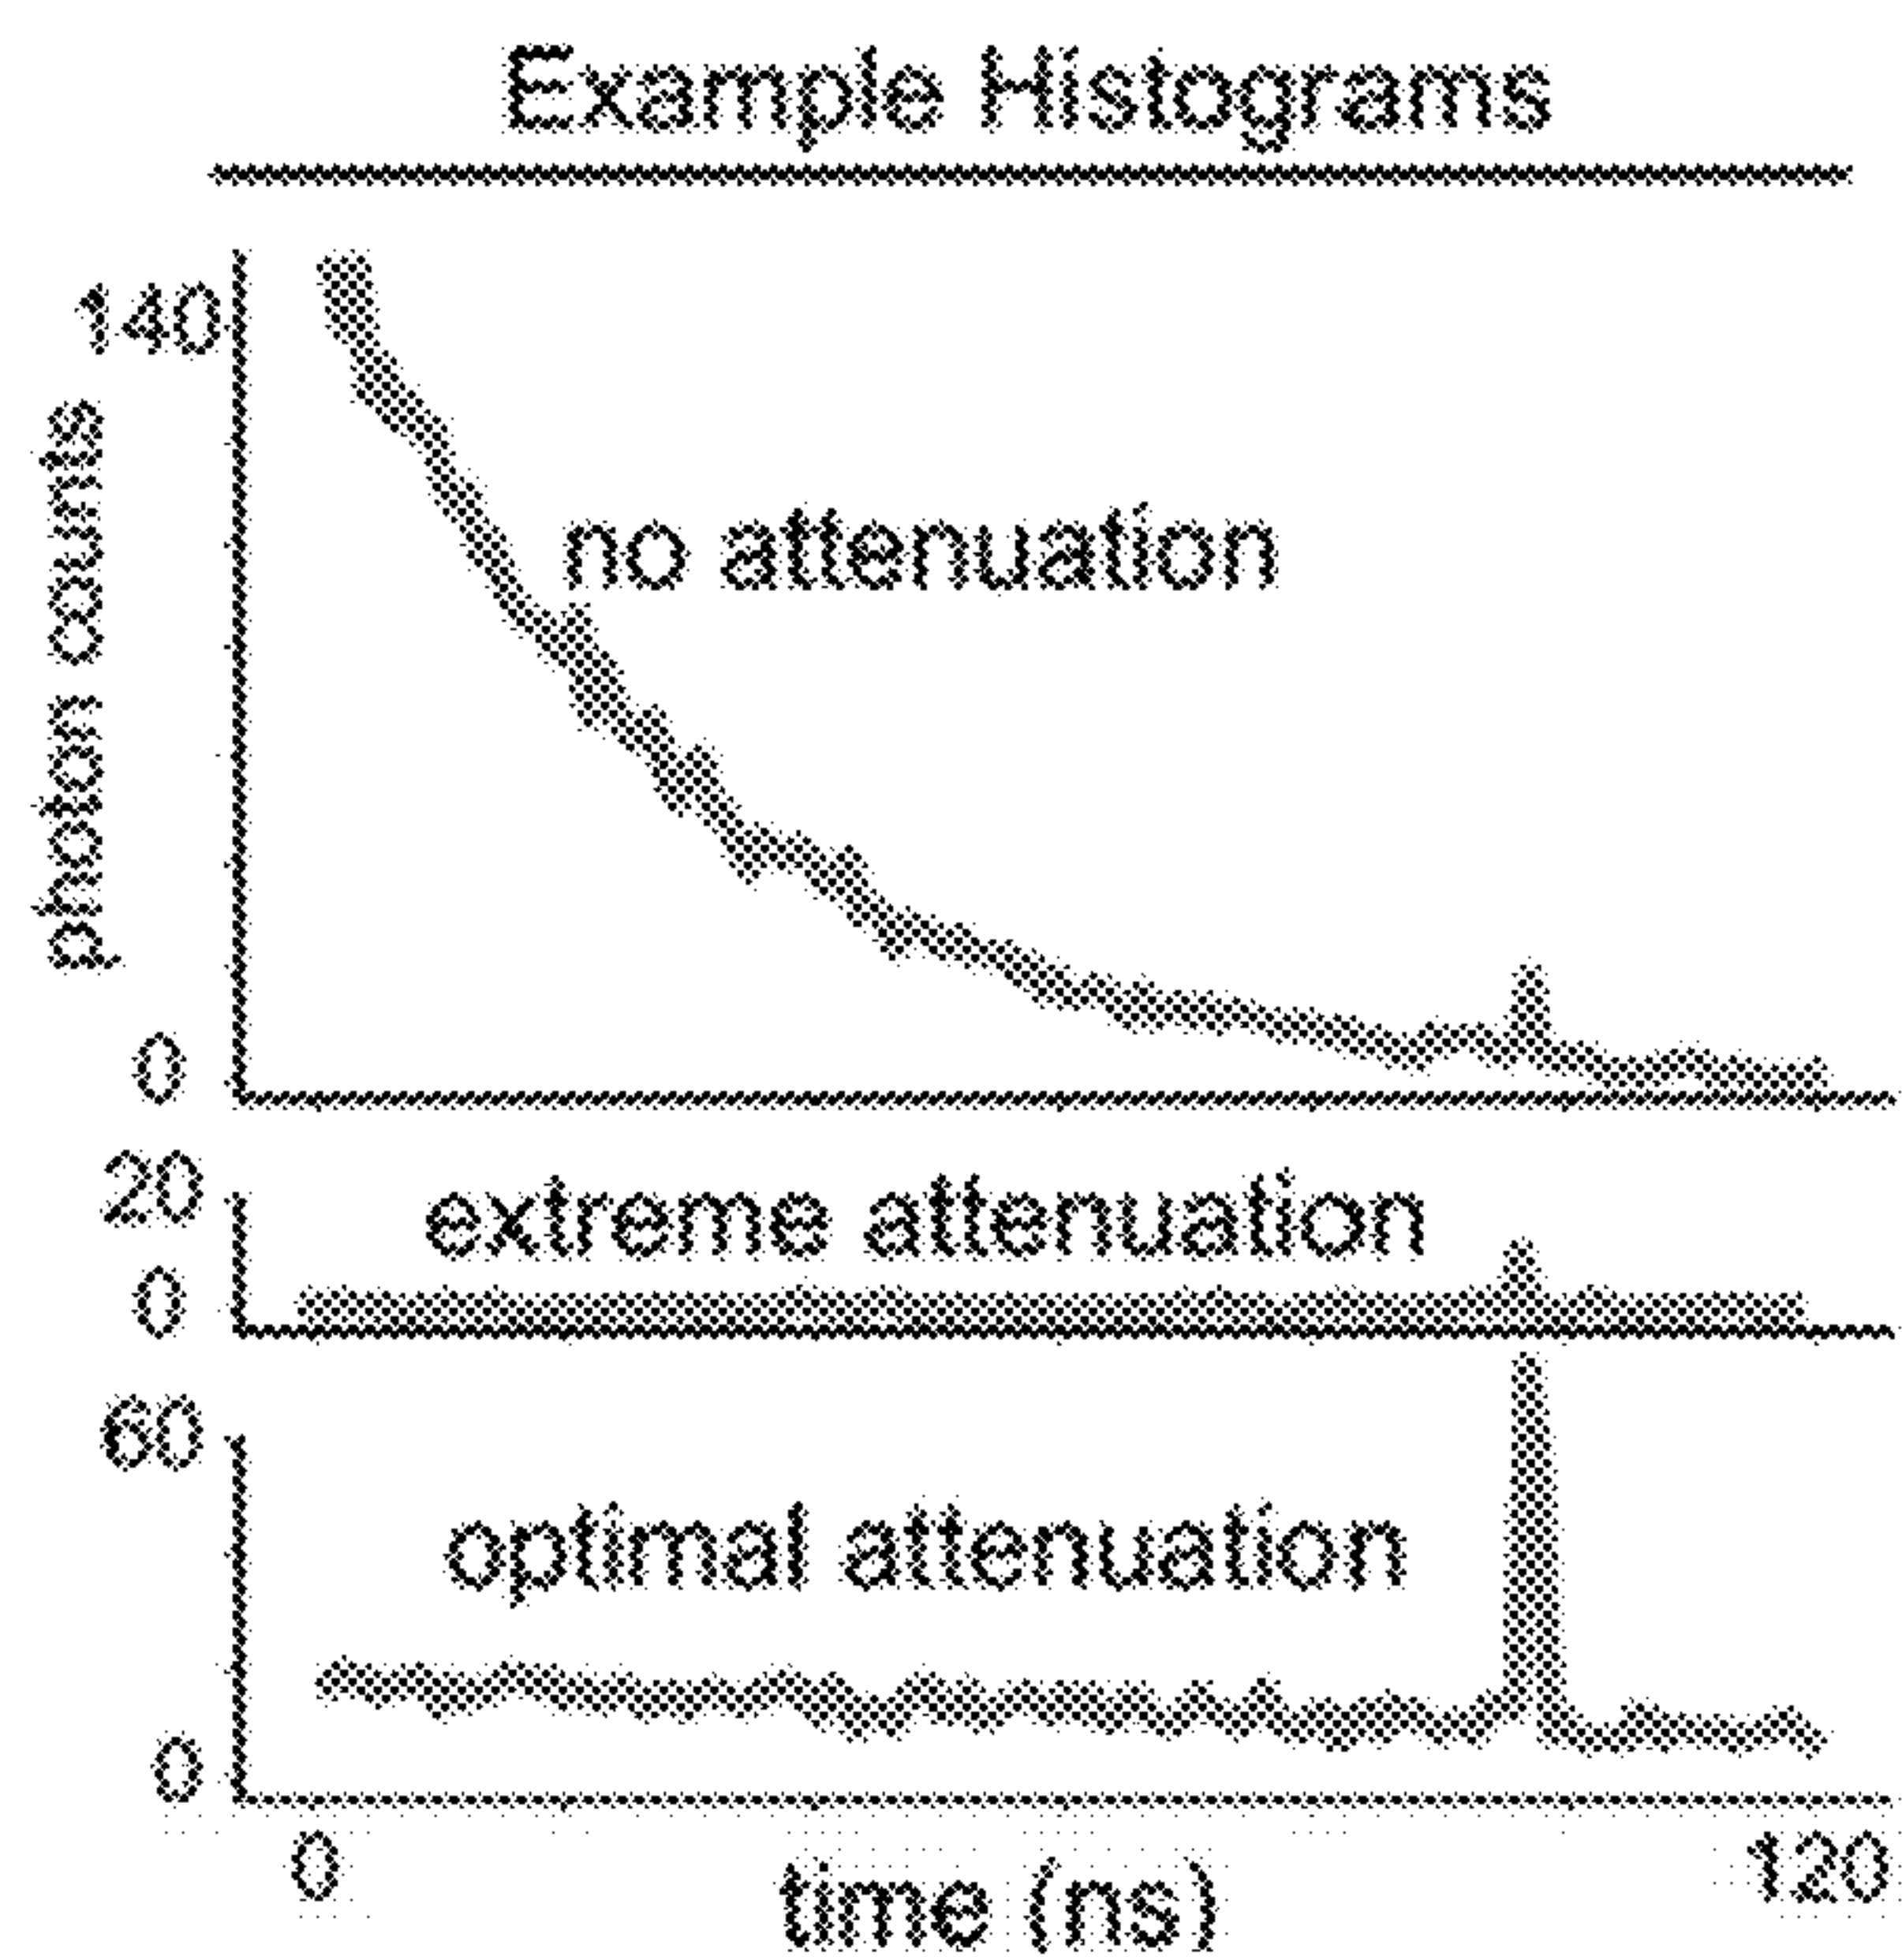 Example Histograms
140
photon counts
no attenuation
0
20
extreme attenuation
0
60
optimal attenuation
0
0
120
time (ns)